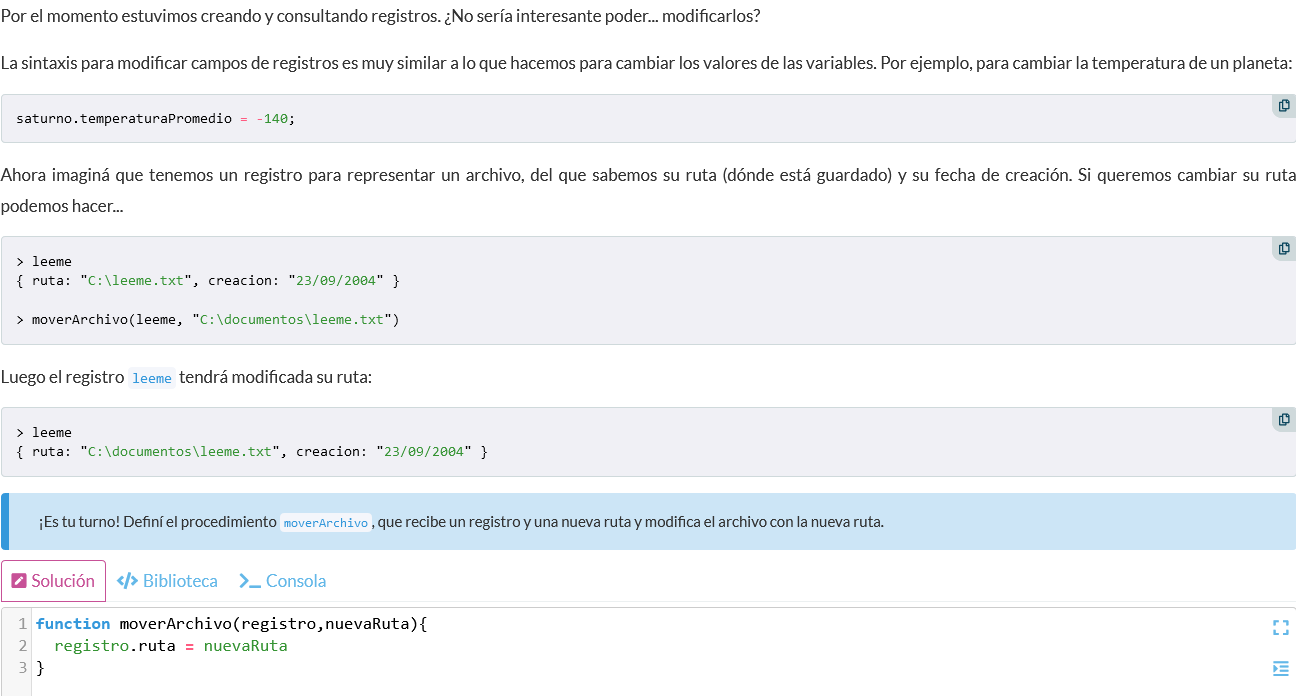 Por el momento estuvimos creando y consultando registros. ¿No sería interesante poder... modificarlos?
La sintaxis para modificar campos de registros es muy similar a lo que hacemos para cambiar los valores de las variables. Por ejemplo, para cambiar la temperatura de un planeta:
saturno.temperaturaPromedio = -140;
Ahora imaginá que tenemos un registro para representar un archivo, del que sabemos su ruta (dónde está guardado) y su fecha de creación. Si queremos cambiar su ruta
podemos hacer...
> leeme
{ ruta: "C:\leeme.txt", creacion: "23/09/2004" }
> moverArchivo(leeme, "C:\documentos\leeme.txt")
Luego el registro leeme tendrá modificada su ruta:
> leeme
{ ruta: "C:\documentos\leeme.txt", creacion: "23/09/2004" }
¡Es tu turno! Definí el procedimiento moverArchivo, que recibe un registro y una nueva ruta y modifica el archivo con la nueva ruta.
Solución </> Biblioteca >_ Consola
1 function moverArchivo(registro,nuevaRuta){
2 registro.ruta = nuevaRuta
3 }